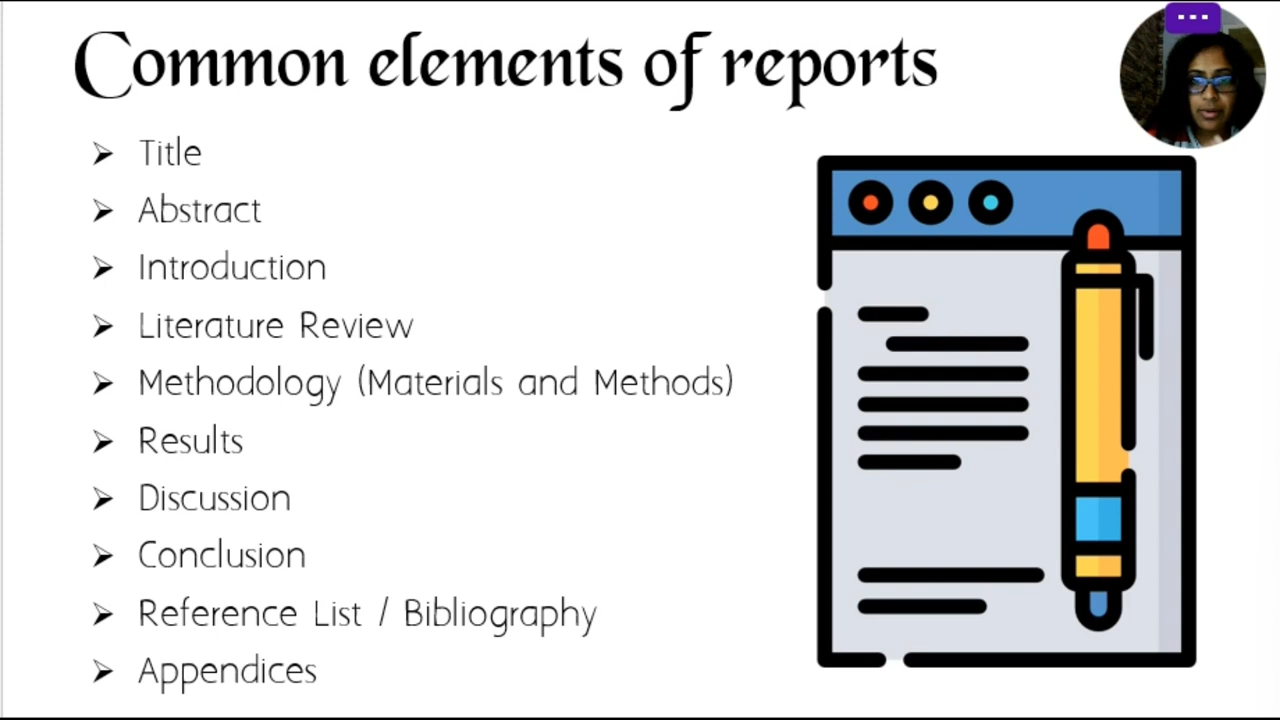 Common elements of reports
Title
Abstract
Introduction
Literature Review
Methodology (Materials and Methods)
Results
Discussion
Conclusion
Reference List / Bibliography
Appendices